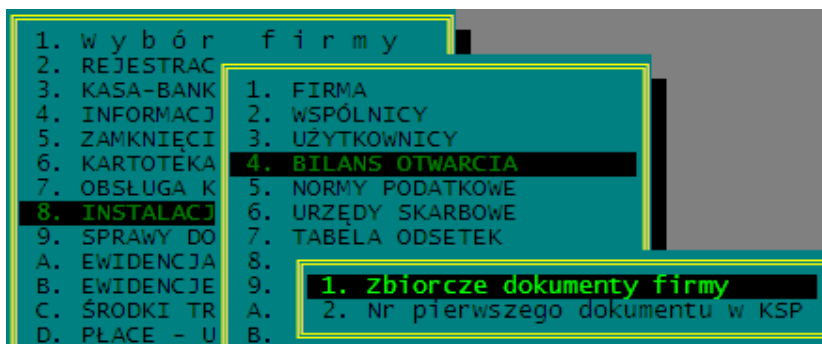 1. W y b ó r   f i r m y
2. REJESTRAC
3. KASA-BANK
4. INFORMACJ
5. ZAMKNIĘCI
6. KARTOTEKA
7. OBSŁUGA K
8. INSTALACJ
9. SPRAWY DO
A. EWIDENCJA
B. EWIDENCJE
C. ŚRODKI TR
D. PŁACE - U
1. FIRMA
2. WSPÓLNICY
3. UŻYTKOWNICY
4. BILANS OTWARCIA
5. NORMY PODATKOWE
6. URZĘDY SKARBOWE
7. TABELA ODSETEK
8.
9.
A.
B.
1. Zbiorcze dokumenty firmy
2. Nr pierwszego dokumentu w KSP